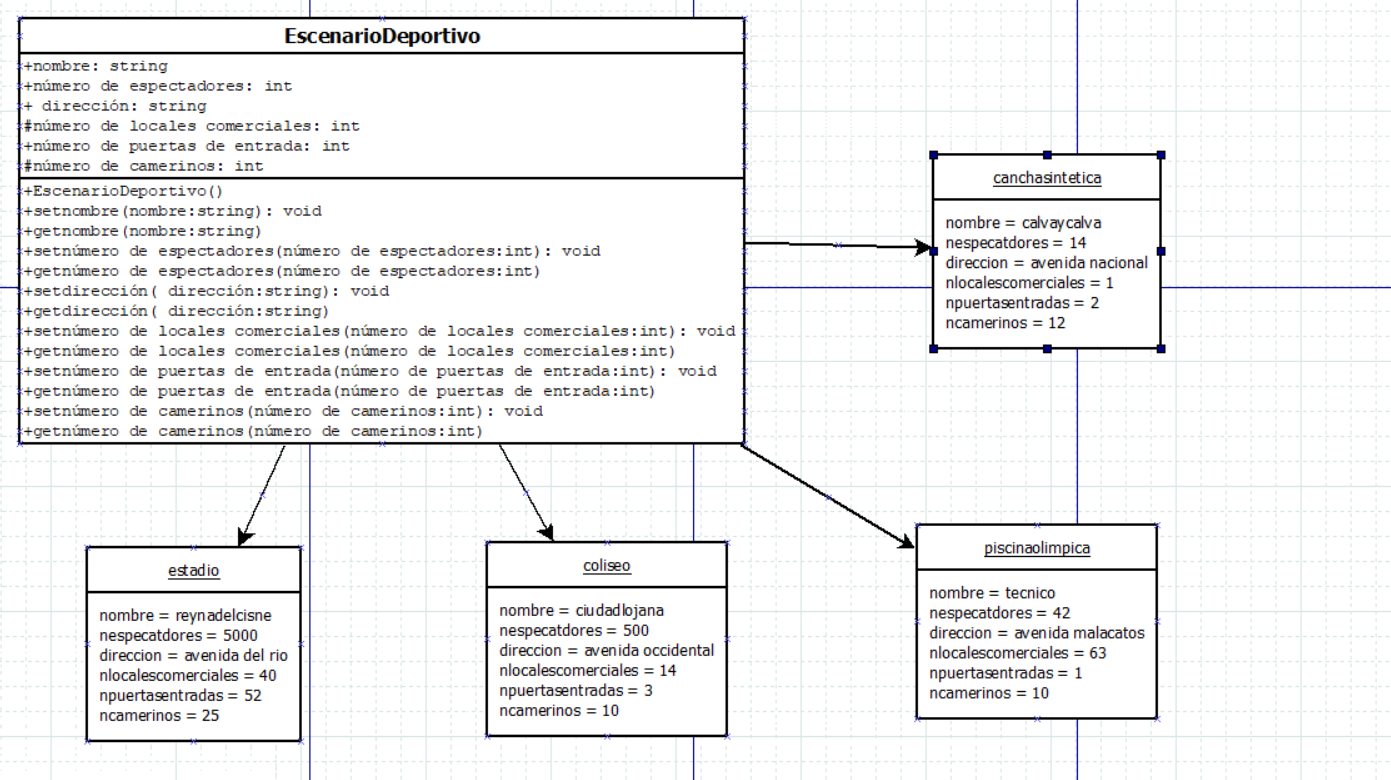 EscenarioDeportivo
+nombre: string
+número de espectadores: int
+ dirección: string
#número de locales comerciales: int
+número de puertas de entrada: int
#número de camerinos: int
+EscenarioDeportivo()
+setnombre(nombre:string): void
+getnombre(nombre:string)
+setnúmero de espectadores(número de espectadores:int): void
+getnúmero de espectadores(número de espectadores:int)
+setdirección( dirección:string): void
+getdirección( dirección:string)
+setnúmero de locales comerciales(número de locales comerciales:int): void
+getnúmero de locales comerciales(número de locales comerciales:int)
+setnúmero de puertas de entrada(número de puertas de entrada:int): void
+getnúmero de puertas de entrada(número de puertas de entrada:int)
+setnúmero de camerinos(número de camerinos:int): void
+getnúmero de camerinos(número de camerinos:int)
canchasintetica
nombre = calvaycalva
nespecatdores = 14
direccion = avenida nacional
nlocalescomerciales = 1
npuertasentradas = 2
ncamerinos = 12
estadio
nombre = reynadelcisne
nespecatdores = 5000
direccion = avenida del rio
nlocalescomerciales = 40
npuertasentradas = 52
ncamerinos = 25
coliseo
nombre = ciudadlojana
nespecatdores = 500
direccion = avenida occidental
nlocalescomerciales = 14
npuertasentradas = 3
ncamerinos = 10
piscinaolimpica
nombre = tecnico
nespecatdores = 42
direccion = avenida malacatos
nlocalescomerciales = 63
npuertasentradas = 1
ncamerinos = 10